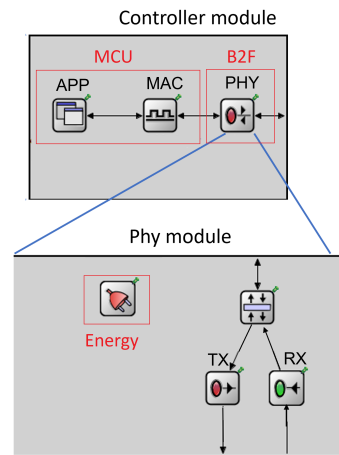 Controller module
MCU
B2F
APP
MAC
PHY
Phy module
Energy
TX
RX